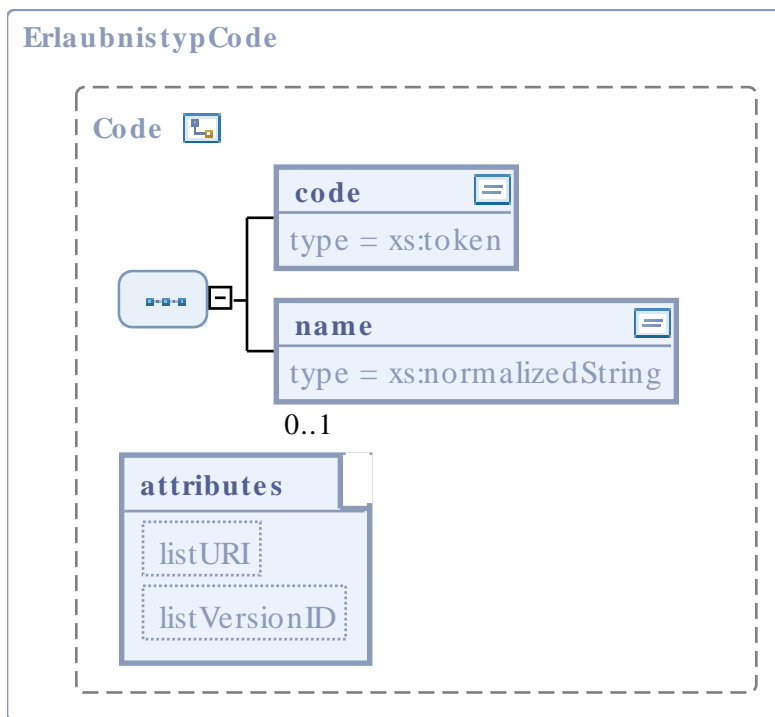 ErlaubnistypCode
Code
code
type = xs:token
name
type = xs:normalizedString
0..1
attributes
listURI
listVersionID